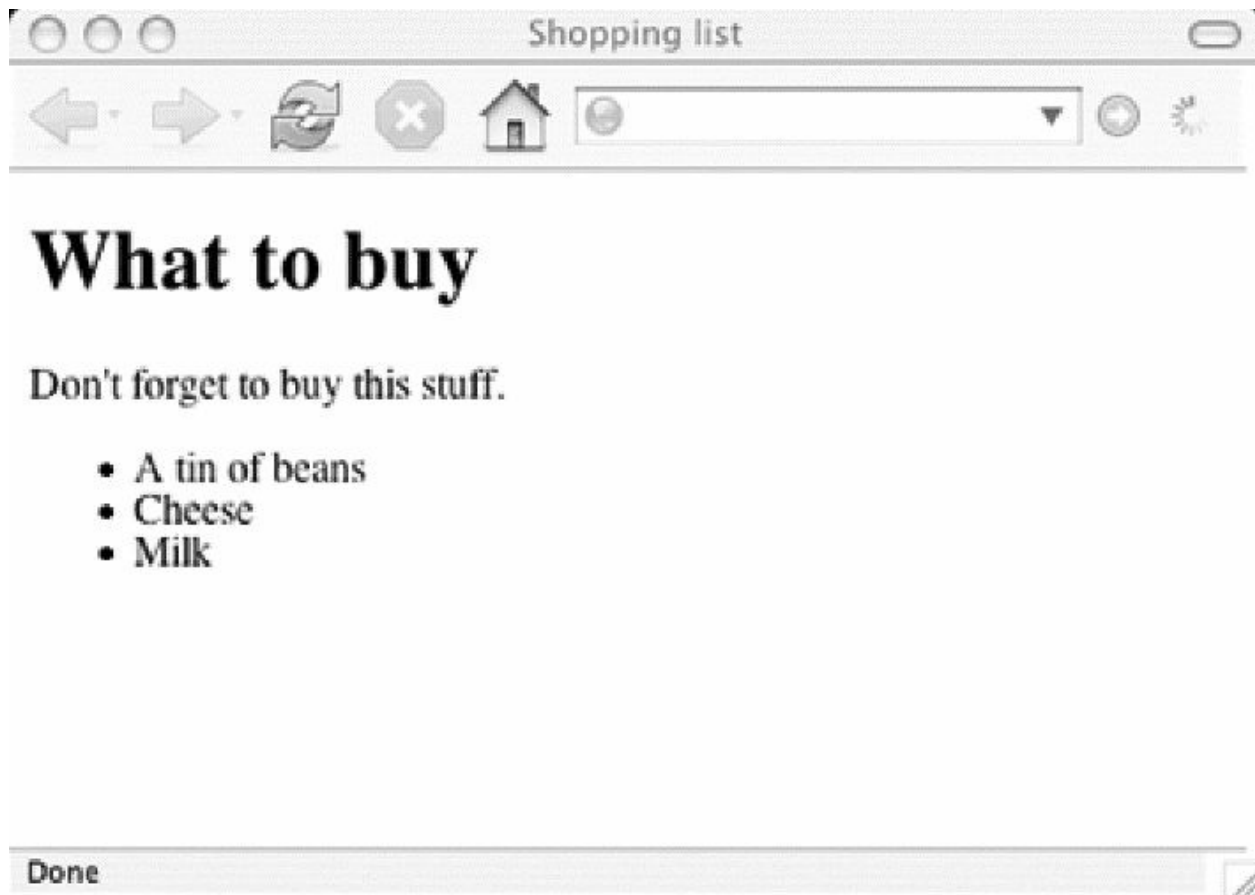 Shopping list
What to buy
Don't forget to buy this stuff.
• A tin of beans
• Cheese
• Milk
Done